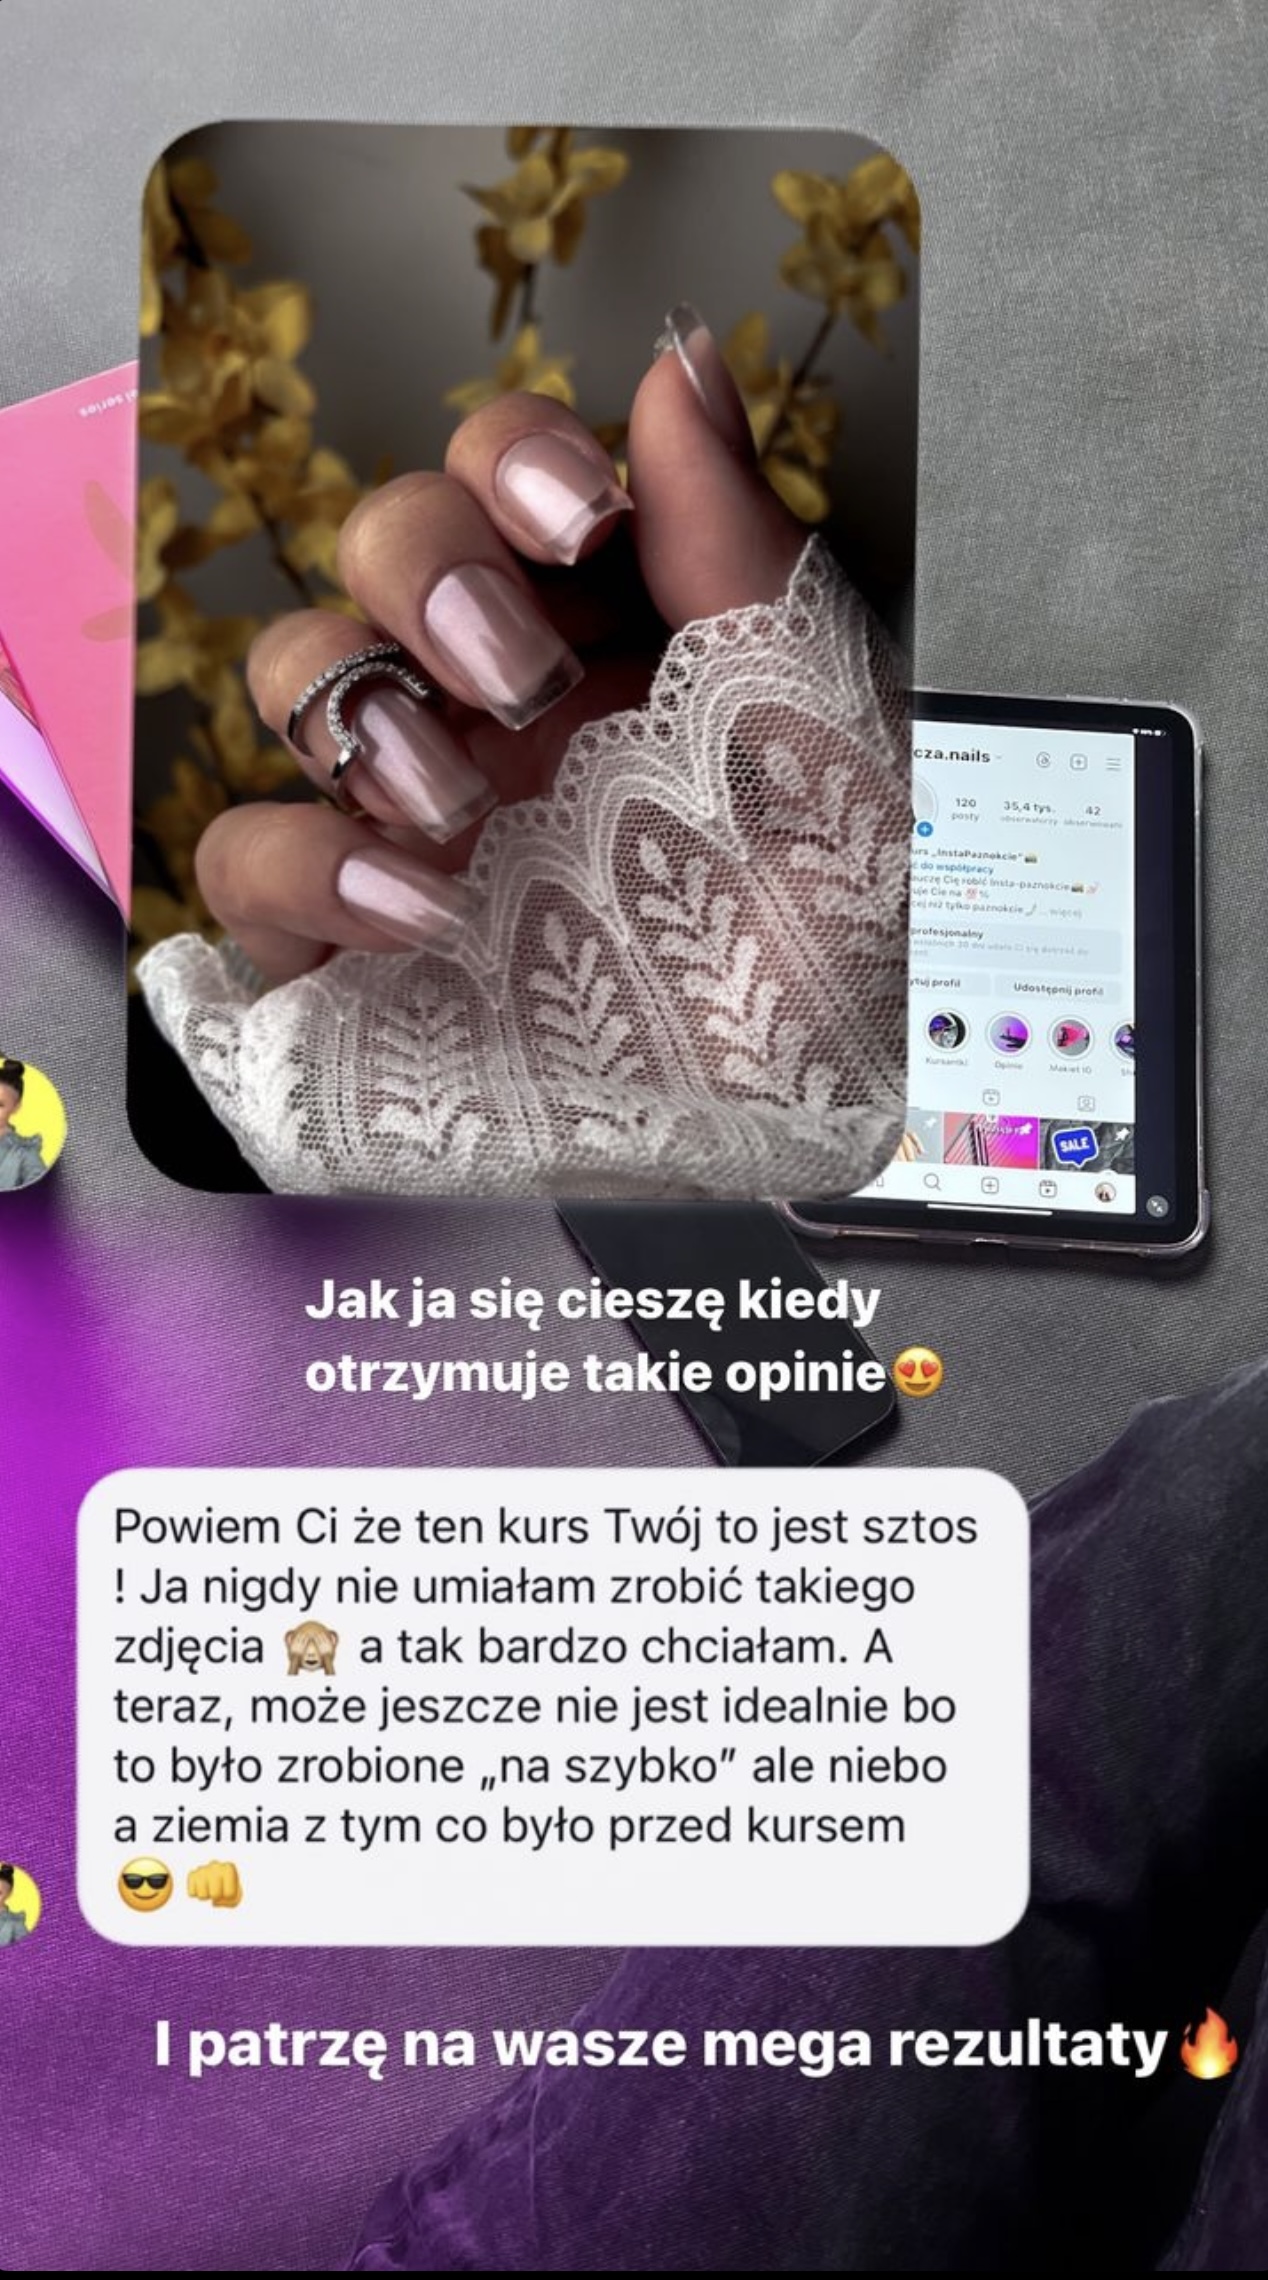 el series
cza.nails
120
35,4 tys.
42
posty
obserwatorzy
obserwowani
urs „InstaPaznokcie” 📸
ć do współpracy
auczę Cię robić Insta-paznokcie📸💅
uje Cie na 💯%
cej niż tylko paznokcie 💅... więcej
profesjonalny
ytuj profil
Udostępnij profil
Kursantki
Opinie
Makiet IG
SALE
Jak ja się cieszę kiedy
otrzymuje takie opinie😍
Powiem Ci że ten kurs Twój to jest sztos
! Ja nigdy nie umiałam zrobić takiego
zdjęcia 🙈 a tak bardzo chciałam. A
teraz, może jeszcze nie jest idealnie bo
to było zrobione „na szybko” ale niebo
a ziemia z tym co było przed kursem
😎👊
I patrzę na wasze mega rezultaty🔥